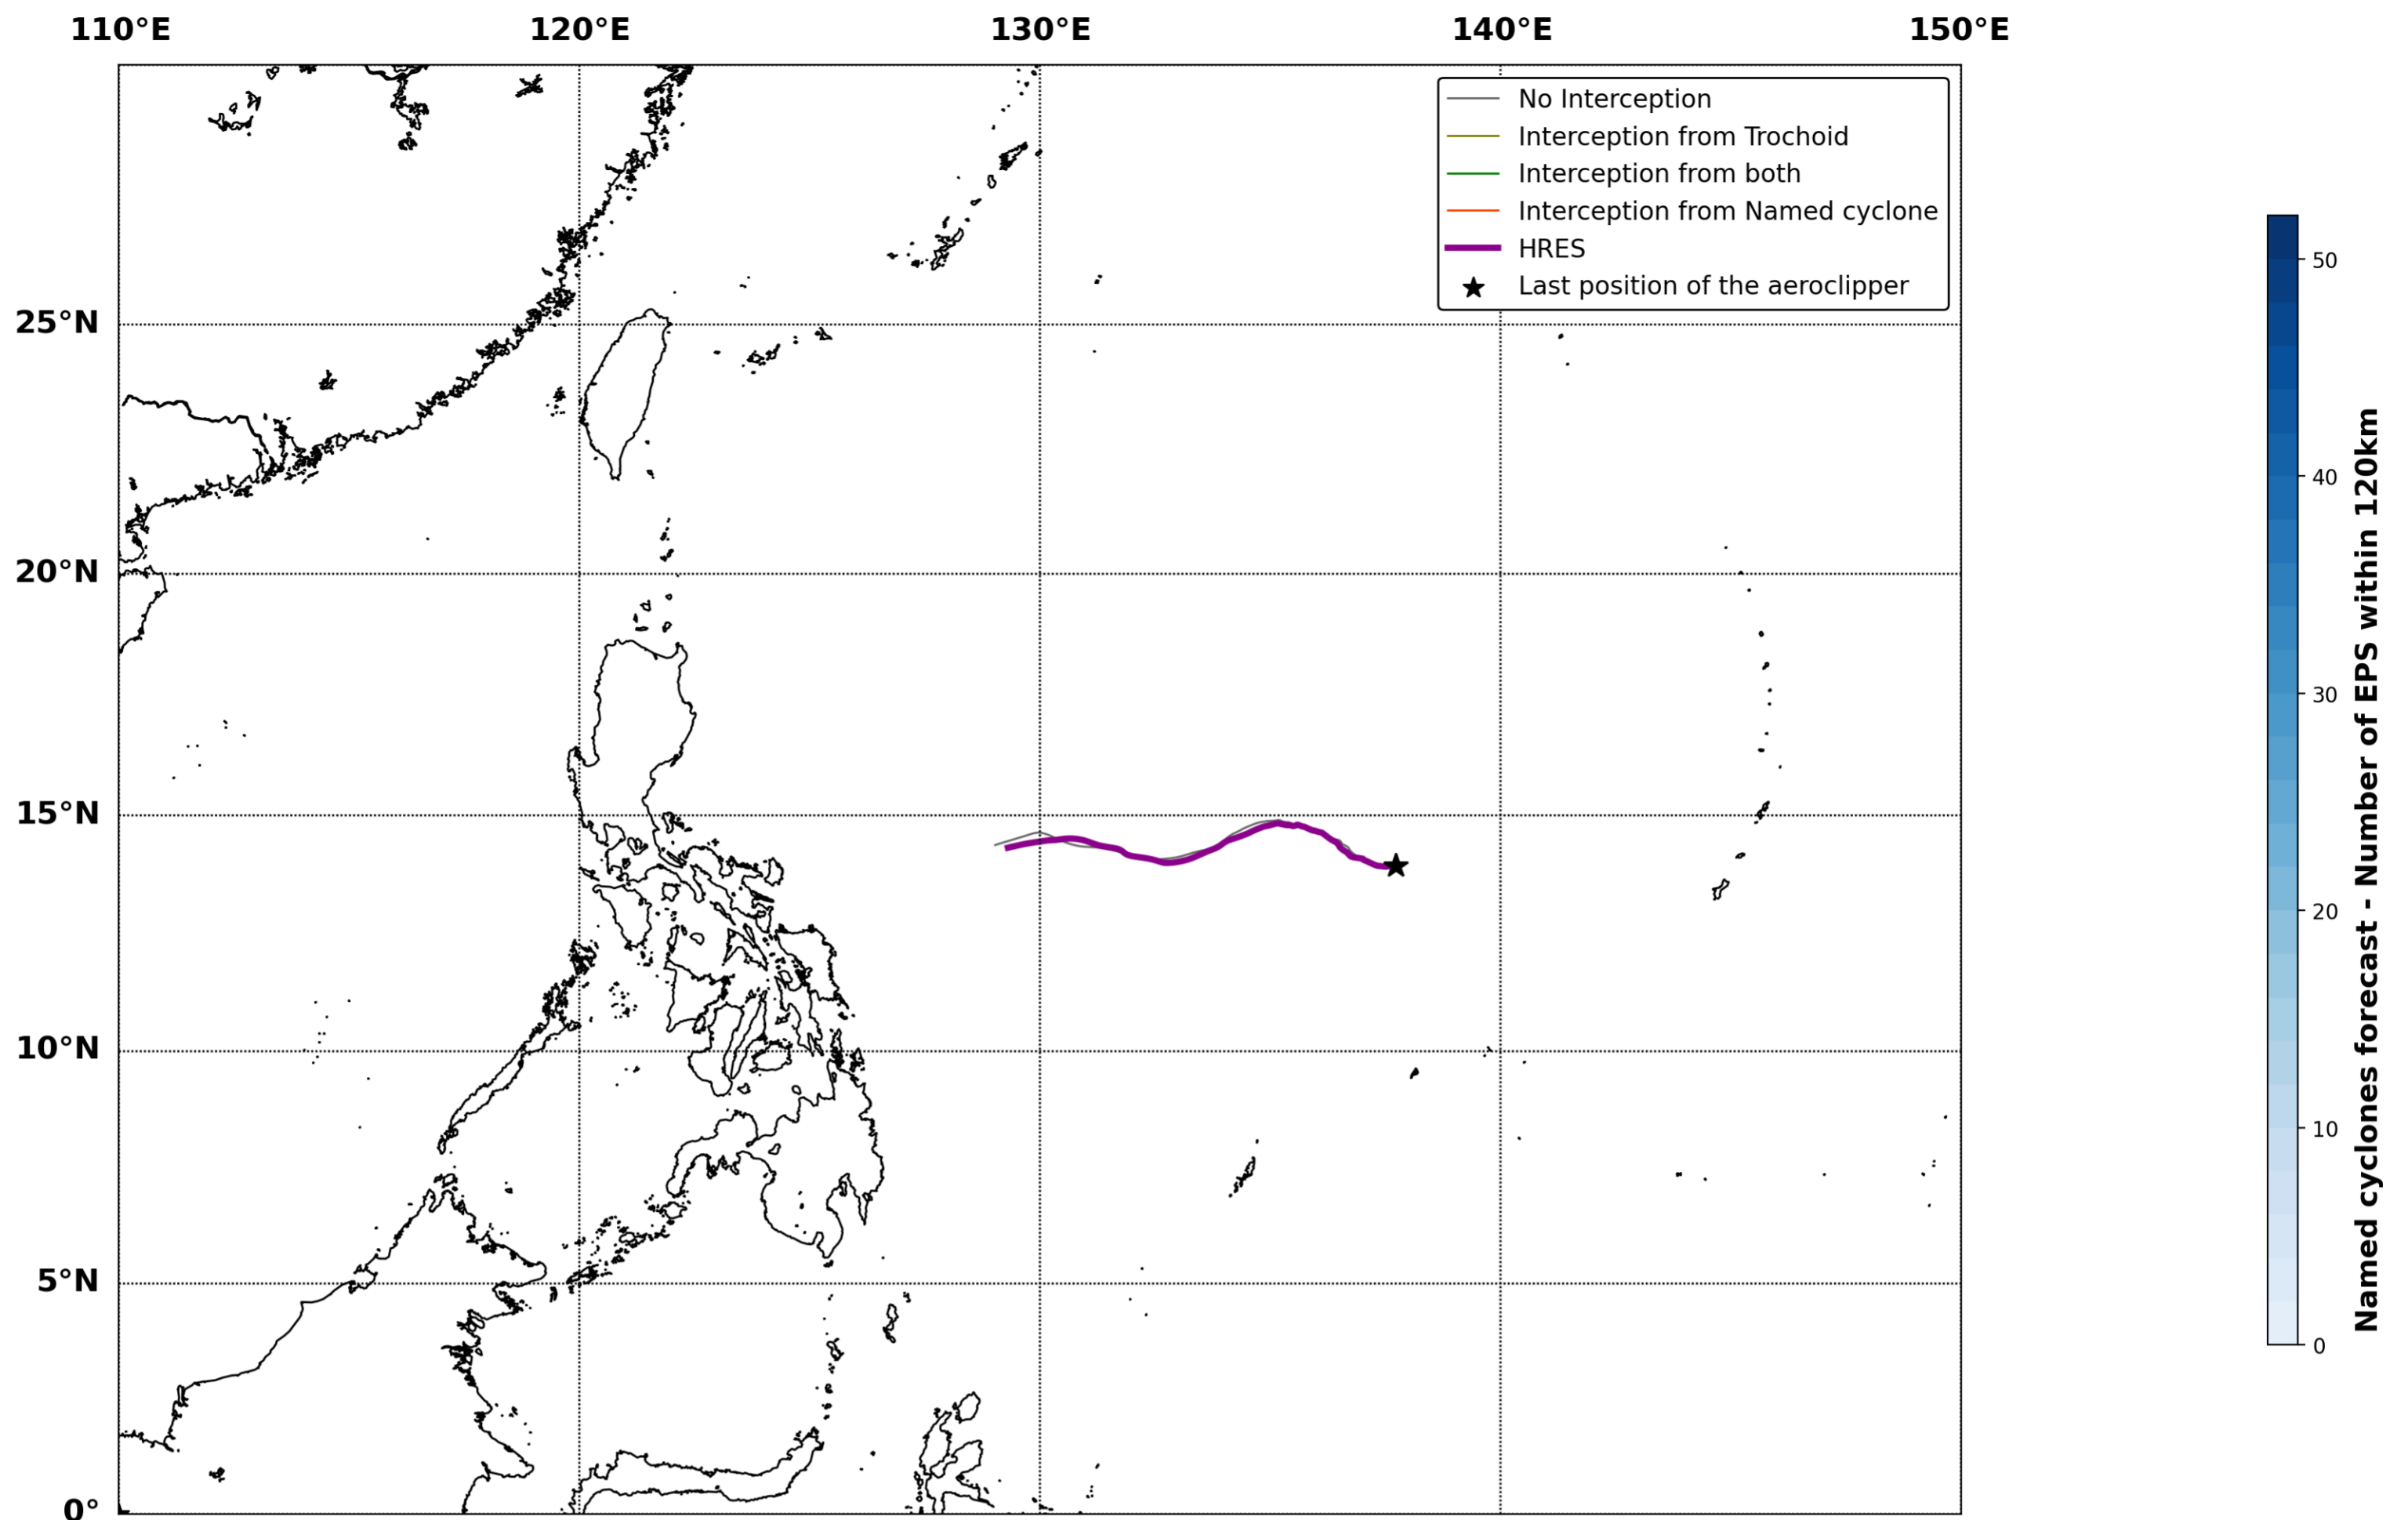 110°E 120°E 130°E 140°E 150°E
No Interception
Interception from Trochoid
Interception from both
Interception from Named cyclone
HRES
Last position of the aeroclipper
25°N
20°N
15°N
10°N
5°N
0°
50
40
30
20
10
0
Named cyclones forecast - Number of EPS within 120km